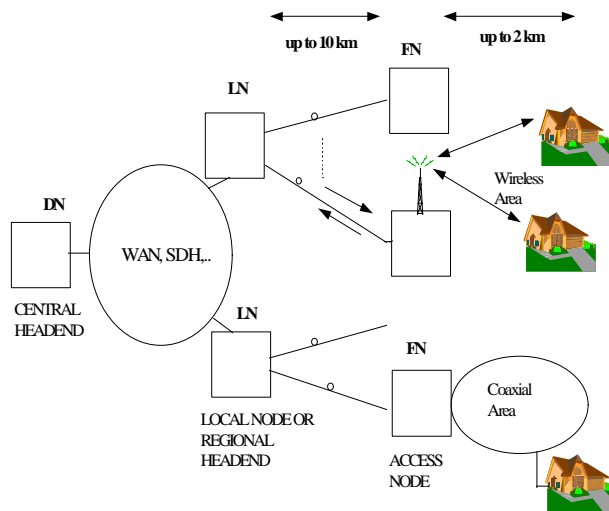 up to 10 km
FN
up to 2 km
LN
Wireless
Area
DN
WAN, SDH,..
CENTRAL
HEADEND
LN
FN
Coaxial
Area
LOCAL NODE OR
REGIONAL
HEADEND
ACCESS
NODE